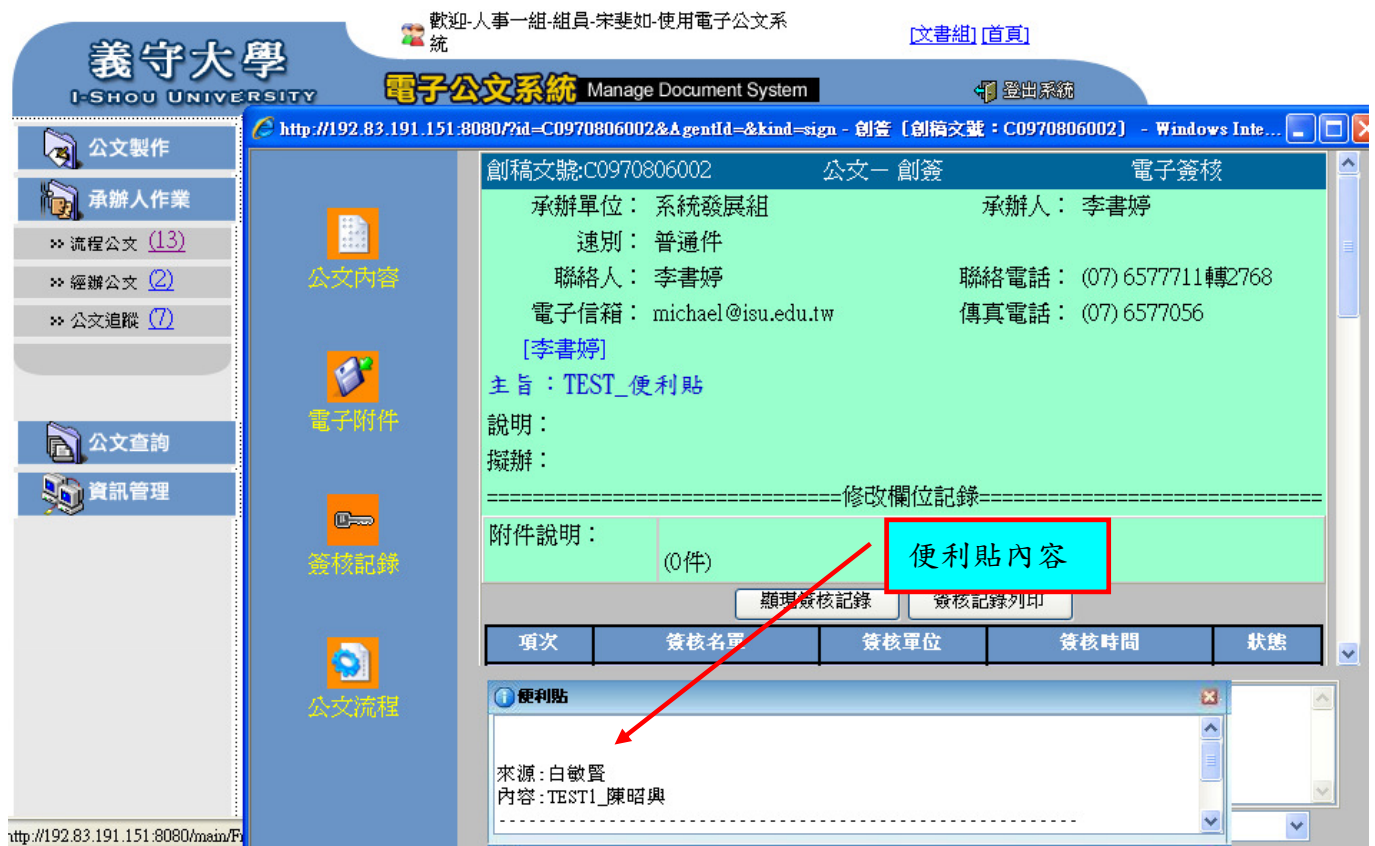 歡迎-人事一組-組員-宋斐如-使用電子公文系
統
[文書組] [首頁]
義守大學
I-SHOU UNIVERSITY
電子公文系統 Manage Document System
登出系統
http://192.83.191.151:8080/?id=C0970806002&AgentId=&kind=sign - 創簽〔創稿文號：C0970806002〕 - Windows Inte...
公文製作
承辦人作業
流程公文 (13)
經辦公文 (2)
公文追蹤 (7)
公文查詢
資訊管理
公文內容
電子附件
簽核記錄
公文流程
創稿文號:C0970806002 公文— 創簽 電子簽核
承辦單位： 系統發展組 承辦人： 李書婷
速別： 普通件
聯絡人： 李書婷 聯絡電話： (07) 6577711轉2768
電子信箱： michael@isu.edu.tw 傳真電話： (07) 6577056
[李書婷]
主旨：TEST_便利貼
說明：
擬辦：
===============================修改欄位記錄==============================
附件說明： (0件)
便利貼內容
顯現簽核記錄 簽核記錄列印
項次 簽核名單 簽核單位 簽核時間 狀態
便利貼
來源:白敏賢
內容:TEST1_陳昭興
-----------------------------------------------------------
http://192.83.191.151:8080/main/Fr